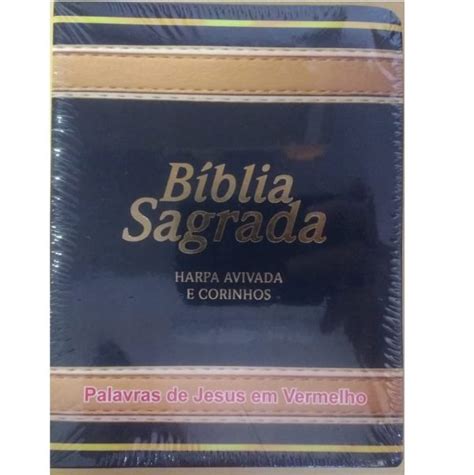 Bíblia
Sagrada
HARPA AVIVADA
E CORINHOS
Palavras de Jesus em Vermelho